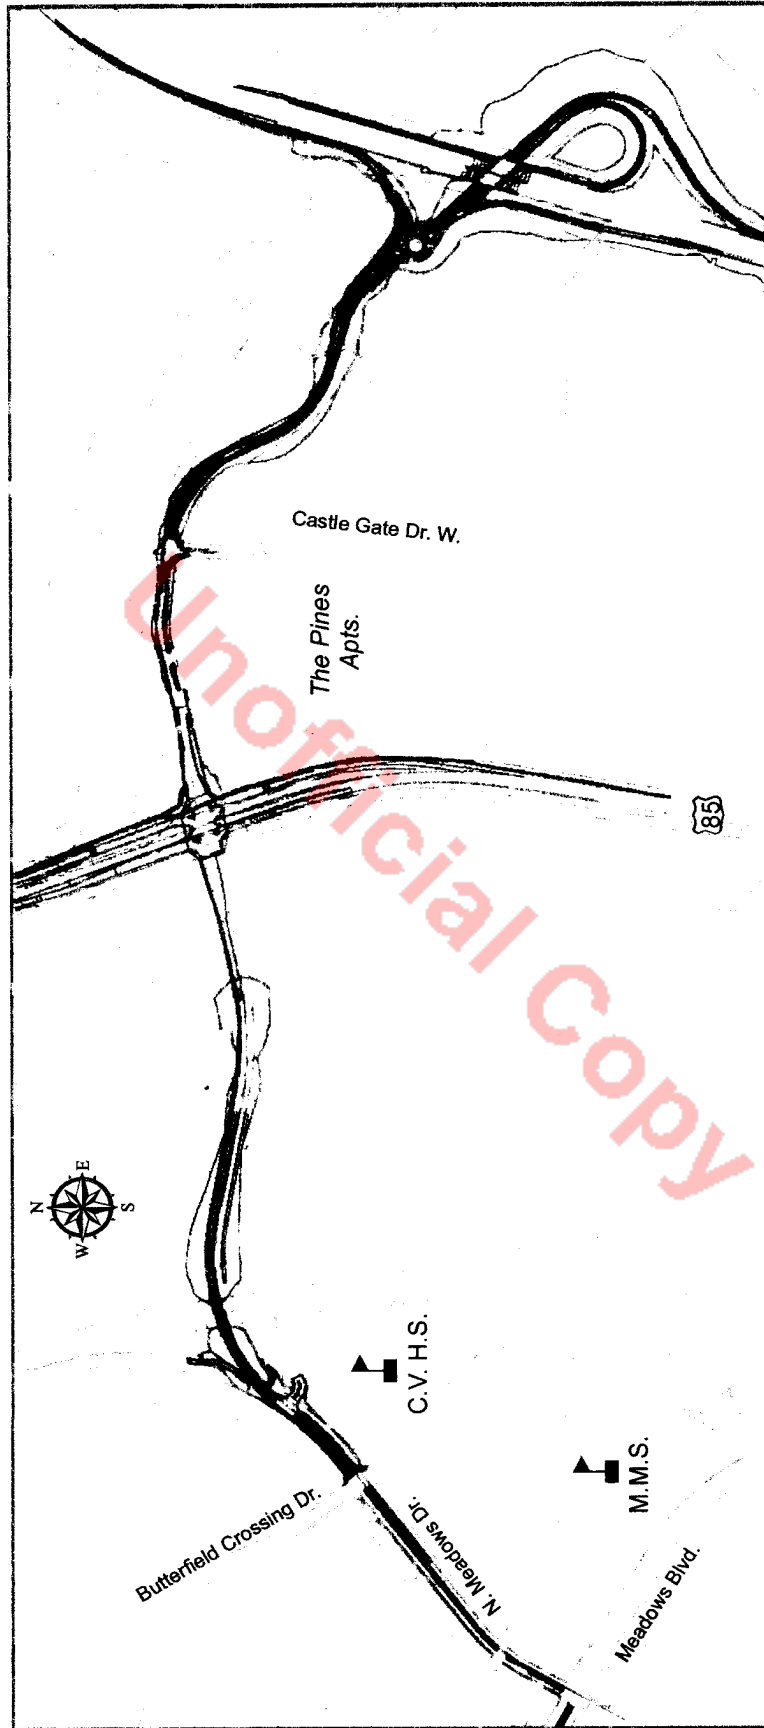 Castle Gate Dr. W.
The Pines
Apts.
85
N
E
S
W
C.V. H.S.
Butterfield Crossing Dr.
N. Meadows Dr.
M.M.S.
Meadows Blvd.
Unofficial Copy